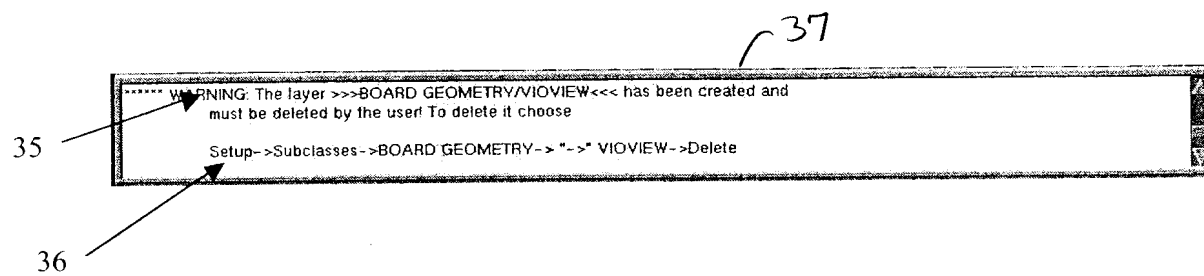 37
****** WARNING: The layer >>>BOARD GEOMETRY/VIOVIEW<<< has been created and
must be deleted by the user! To delete it choose
35
Setup->Subclasses->BOARD GEOMETRY-> "->" VIOVIEW->Delete
36